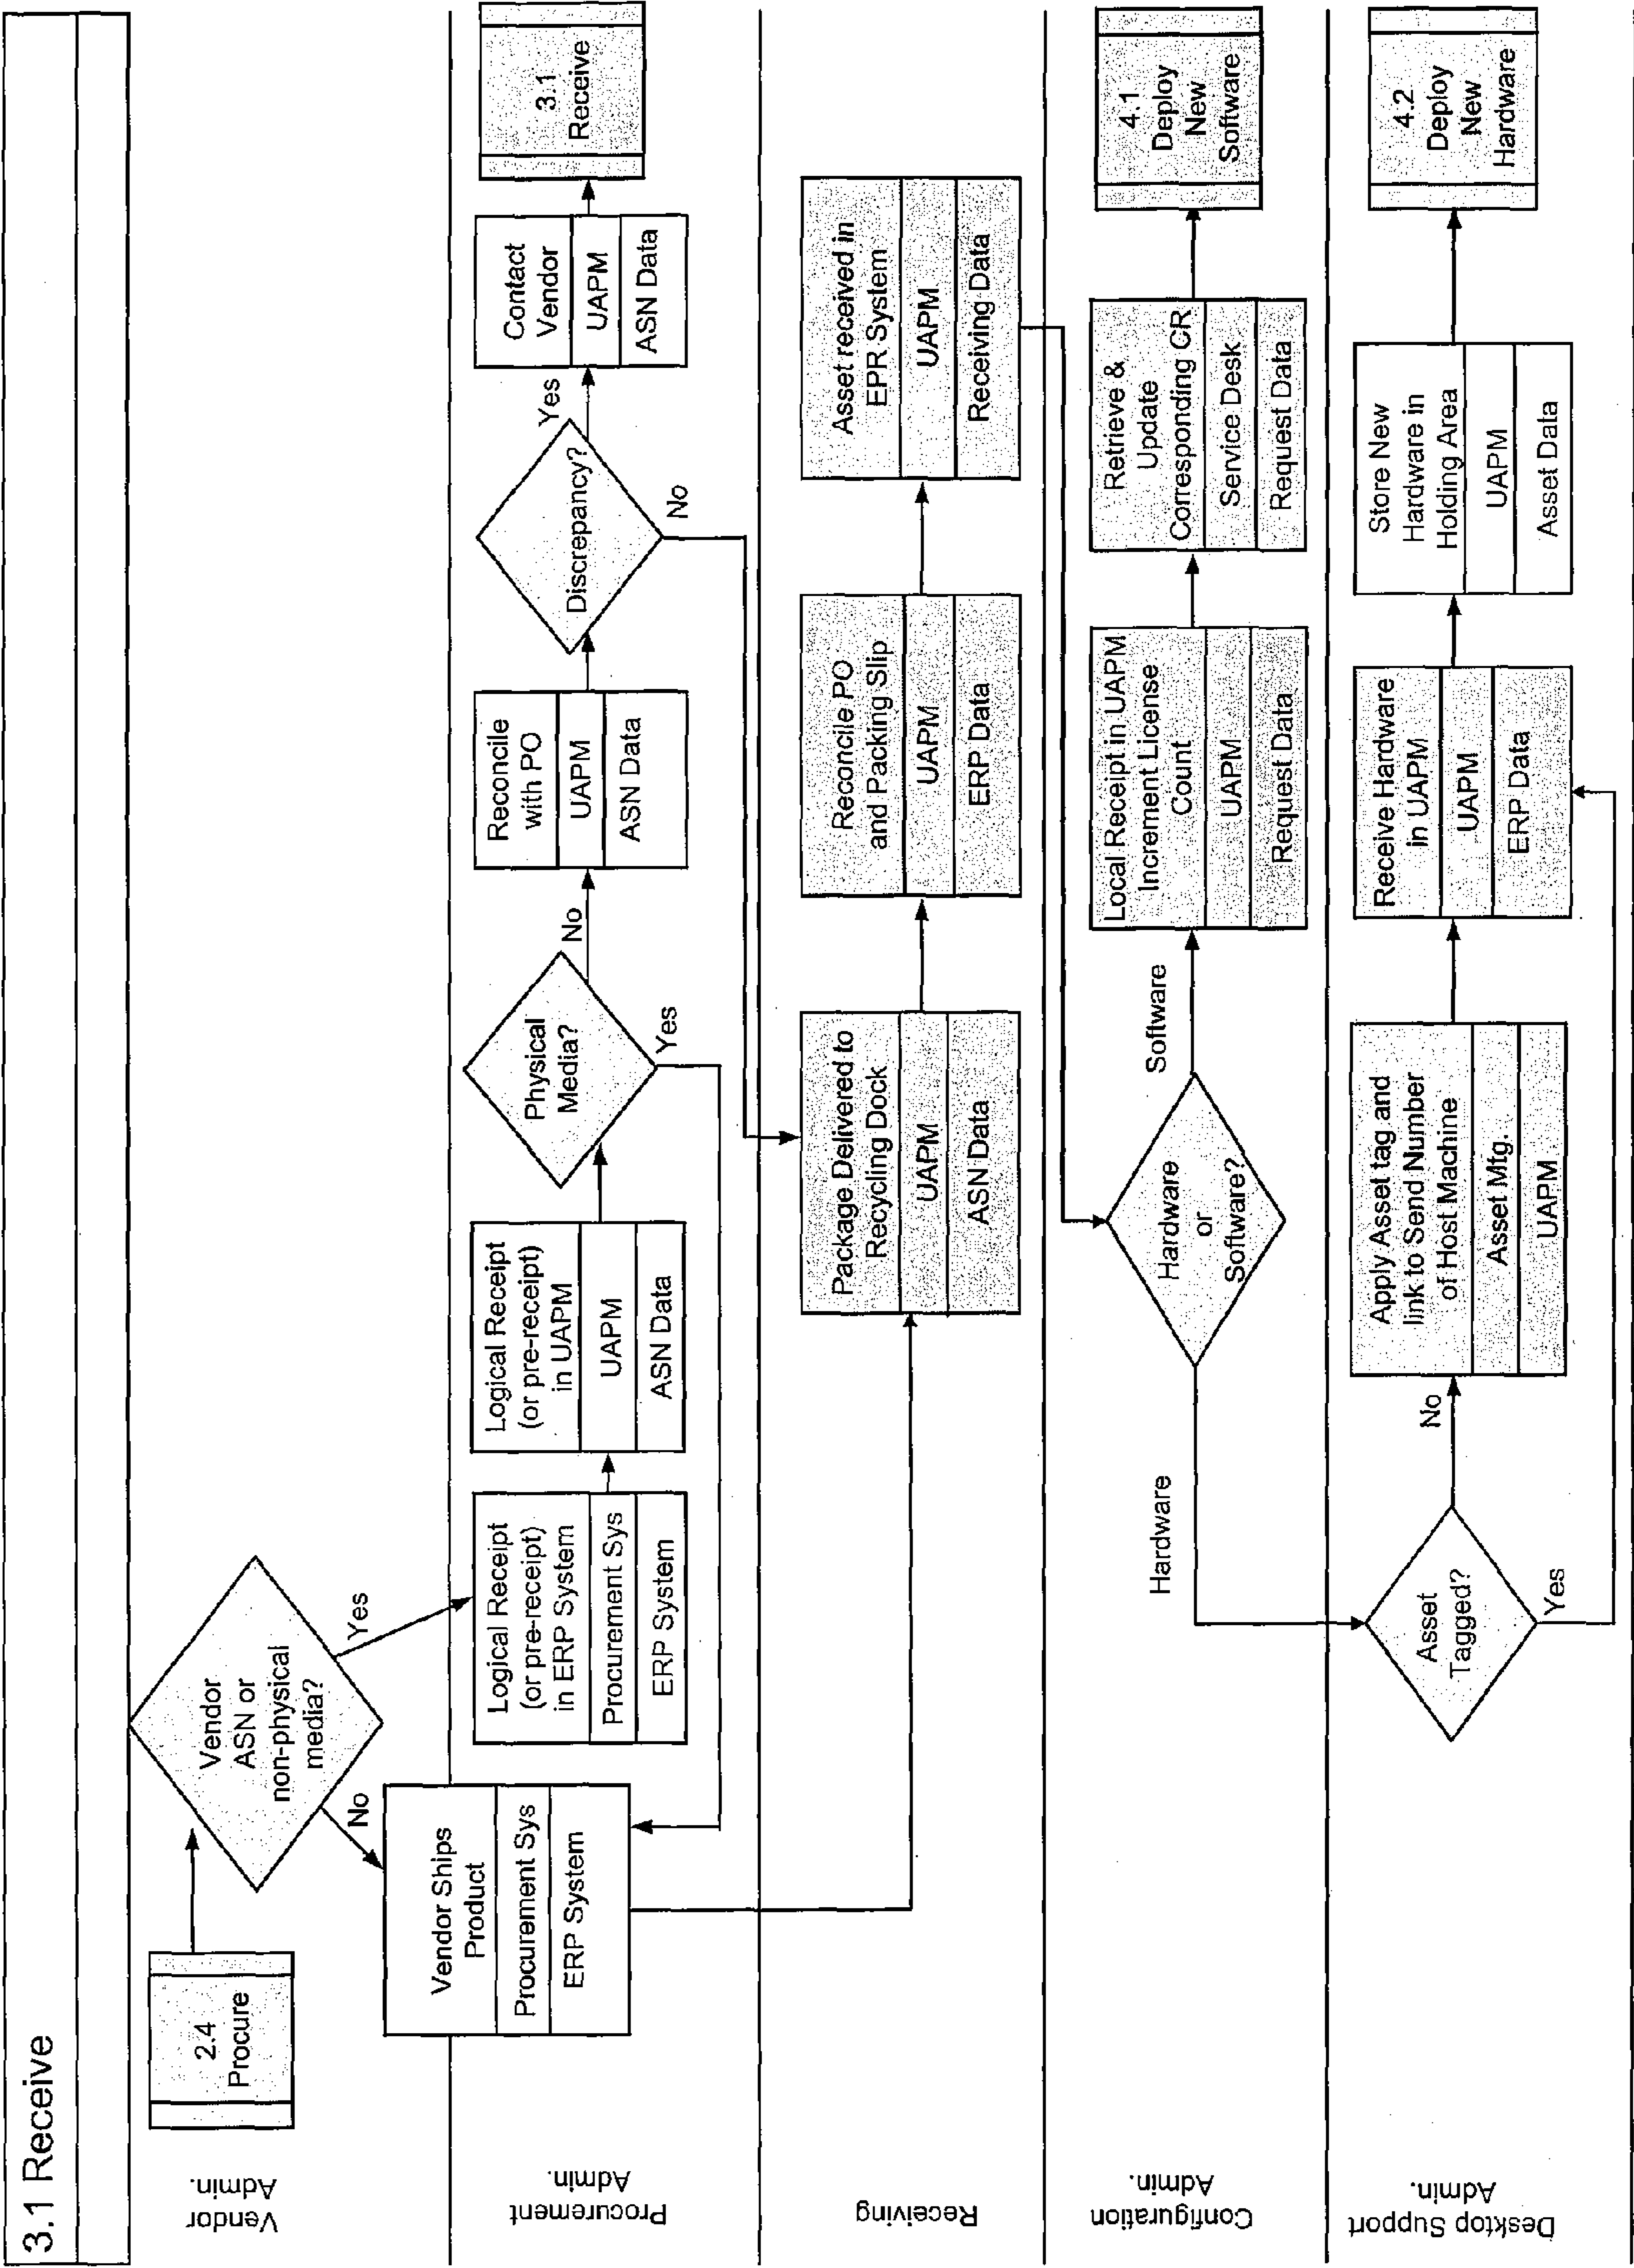 3.1 Receive
Vendor
Admin.
2.4
Procure
Vendor
ASN or
non-physical
media?
No
Yes
Procurement
Admin.
Vendor Ships
Product
Procurement Sys
ERP System
Logical Receipt
(or pre-receipt)
in ERP System
Procurement Sys
ERP System
Logical Receipt
(or pre-receipt)
in UAPM
UAPM
ASN Data
Physical
Media?
No
Yes
Reconcile
with PO
UAPM
ASN Data
Discrepancy?
Yes
No
Contact
Vendor
UAPM
ASN Data
3.1
Receive
Receiving
Package Delivered to
Recycling Dock
UAPM
ASN Data
Reconcile PO
and Packing Slip
UAPM
ERP Data
Asset received in
EPR System
UAPM
Receiving Data
Configuration
Admin.
Hardware
or
Software?
Hardware
Software
Local Receipt in UAPM
Increment License
Count
UAPM
Request Data
Retrieve &
Update
Corresponding CR
Service Desk
Request Data
4.1
Deploy
New
Software
Desktop Support
Admin.
Asset
Tagged?
No
Yes
Apply Asset tag and
link to Send Number
of Host Machine
Asset Mtg.
UAPM
Receive Hardware
in UAPM
UAPM
ERP Data
Store New
Hardware in
Holding Area
UAPM
Asset Data
4.2
Deploy
New
Hardware